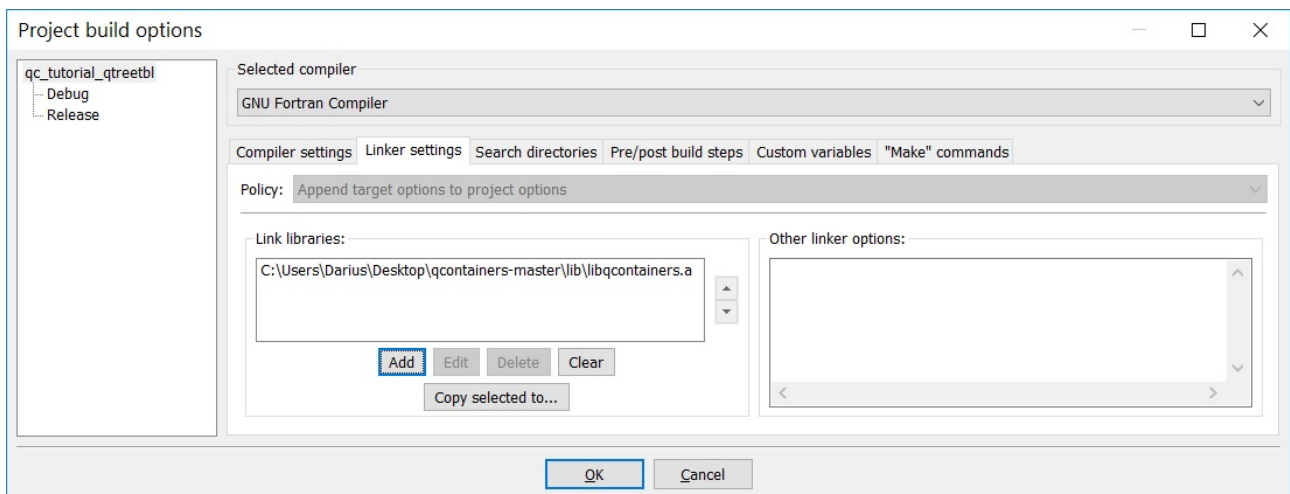 Project build options
qc_tutorial_qtreetbl
Debug
Release
Selected compiler
GNU Fortran Compiler
Compiler settings Linker settings Search directories Pre/post build steps Custom variables "Make" commands
Policy: Append target options to project options
Link libraries:
C:\Users\Darius\Desktop\qcontainers-master\lib\libqcontainers.a
Add Edit Delete Clear
Copy selected to...
Other linker options:
OK Cancel